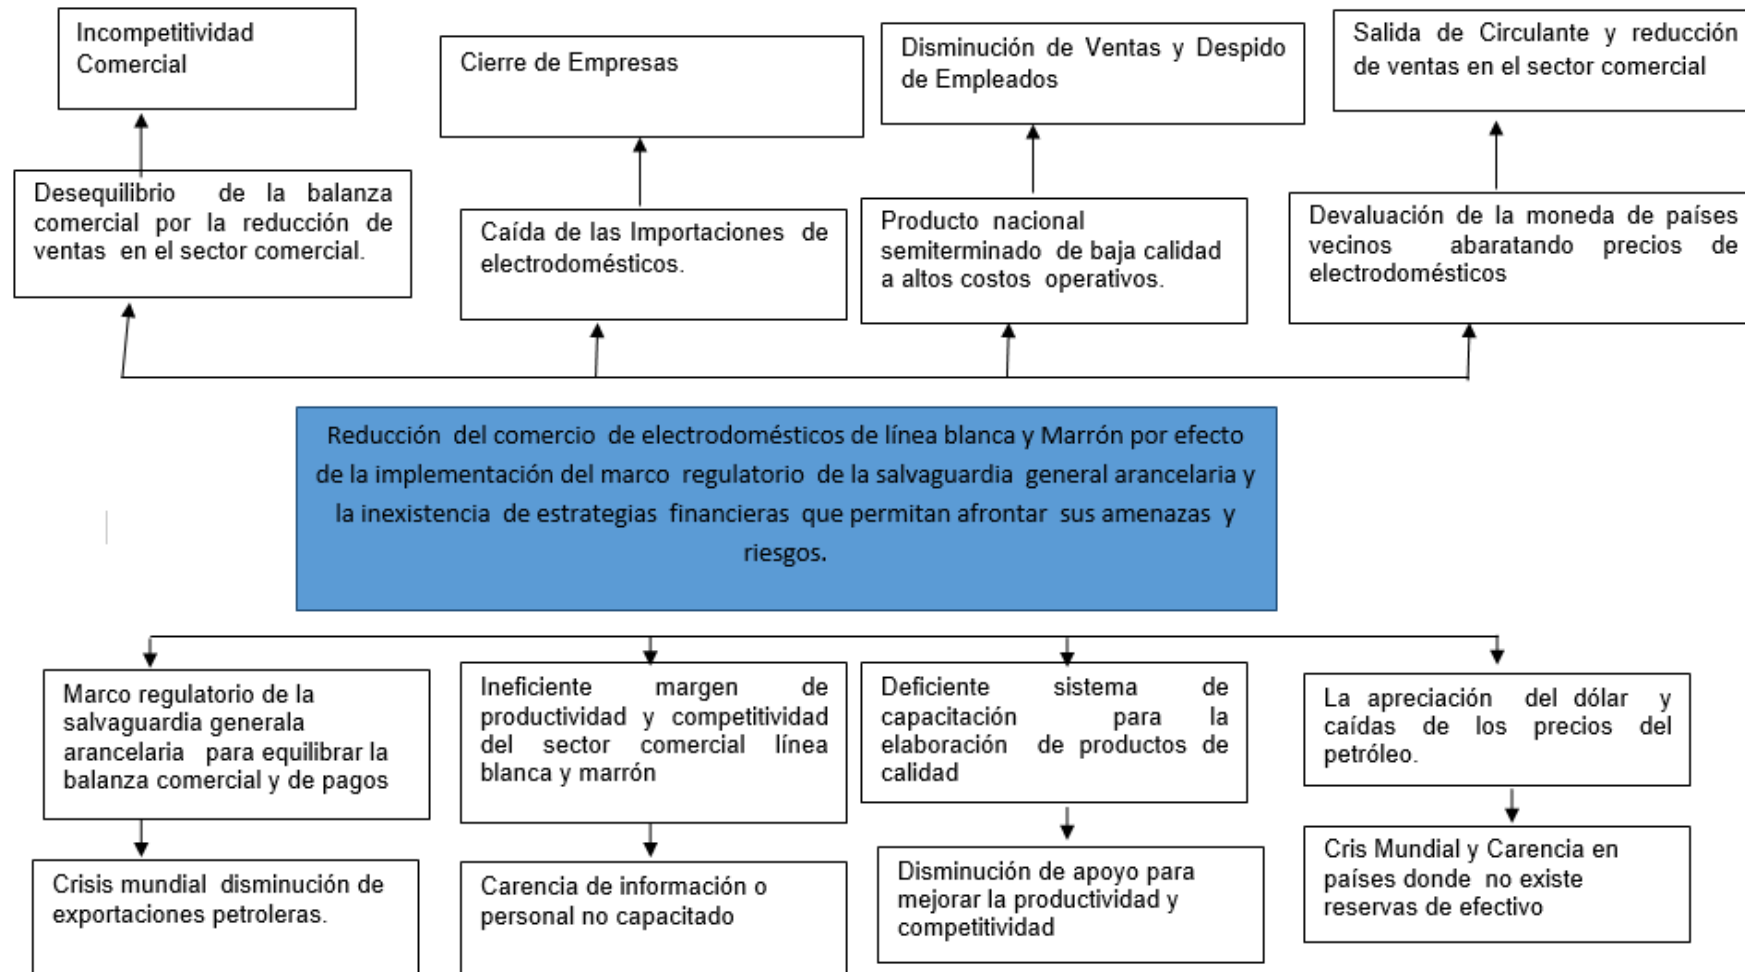 Incompetitividad
Comercial
Cierre de Empresas
Disminución de Ventas y Despido
de Empleados
Salida de Circulante y reducción
de ventas en el sector comercial
Desequilibrio de la balanza
comercial por la reducción de
ventas en el sector comercial.
Caída de las Importaciones de
electrodomésticos.
Producto nacional
semiterminado de baja calidad
a altos costos operativos.
Devaluación de la moneda de países
vecinos abaratando precios de
electrodomésticos
Reducción del comercio de electrodomésticos de línea blanca y Marrón por efecto
de la implementación del marco regulatorio de la salvaguardia general arancelaria y
la inexistencia de estrategias financieras que permitan afrontar sus amenazas y
riesgos.
Marco regulatorio de la
salvaguardia generala
arancelaria para equilibrar la
balanza comercial y de pagos
Ineficiente margen de
productividad y competitividad
del sector comercial línea
blanca y marrón
Deficiente sistema de
capacitación para la
elaboración de productos de
calidad
La apreciación del dólar y
caídas de los precios del
petróleo.
Crisis mundial disminución de
exportaciones petroleras.
Carencia de información o
personal no capacitado
Disminución de apoyo para
mejorar la productividad y
competitividad
Cris Mundial y Carencia en
países donde no existe
reservas de efectivo